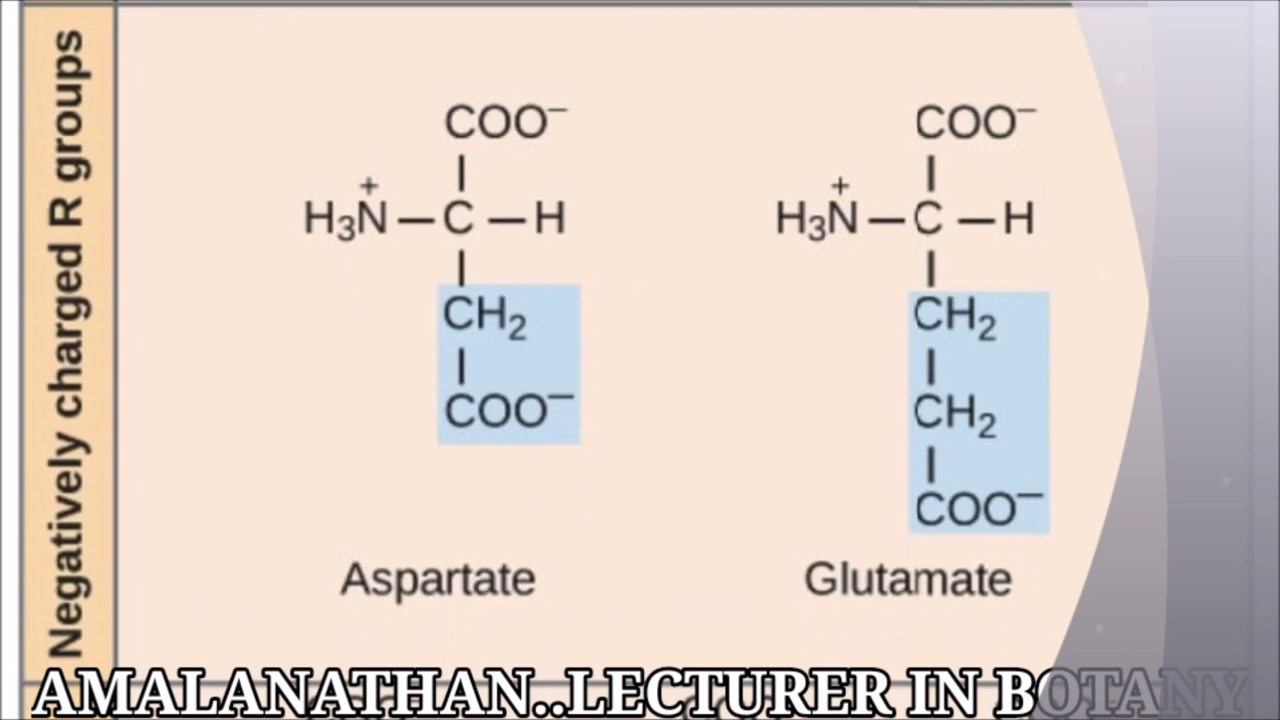 Negatively charged R groups
COO⁻ COO⁻
H₃N⁺—C—H H₃N⁺—C—H
CH₂ CH₂
COO⁻ CH₂
COO⁻
Aspartate Glutamate
AMALANATHAN..LECTURER IN BOTANY